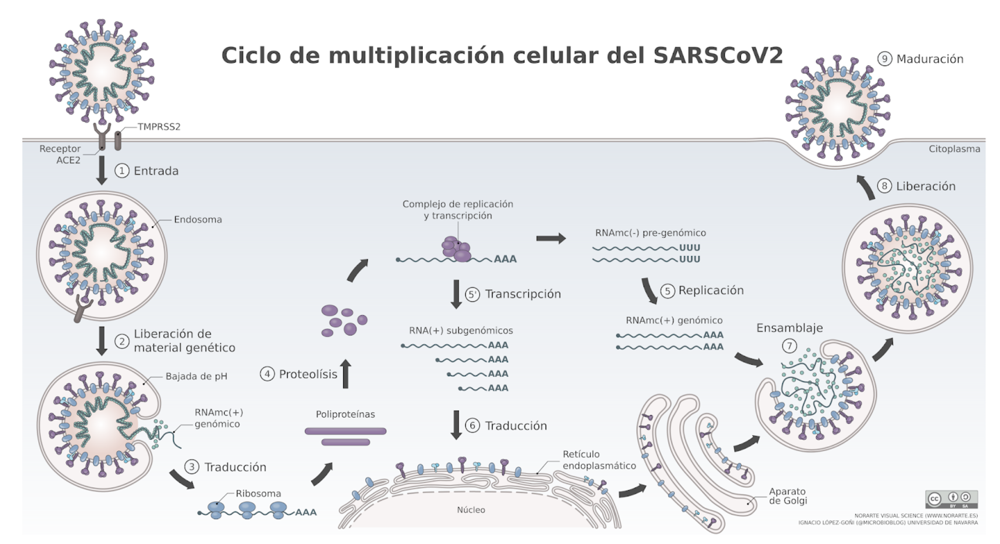 Ciclo de multiplicación celular del SARSCoV2
TMPRSS2
Receptor
ACE2
1 Entrada
Endosoma
2 Liberación de
material genético
Bajada de pH
RNAmc(+)
genómico
3 Traducción
Ribosoma
AAA
Poliproteínas
4 Proteolísis
Complejo de replicación
y transcripción
AAA
5' Transcripción
RNA(+) subgenómicos
AAA
AAA
AAA
AAA
6 Traducción
Retículo
endoplasmático
Núcleo
RNAmc(-) pre-genómico
UUU
UUU
5 Replicación
RNAmc(+) genómico
AAA
AAA
Ensamblaje
7
Aparato
de Golgi
8 Liberación
9 Maduración
Citoplasma
cc
BY SA
NORARTE VISUAL SCIENCE (WWW.NORARTE.ES)
IGNACIO LÓPEZ-GOÑI (@MICROBIOBLOG) UNIVERSIDAD DE NAVARRA